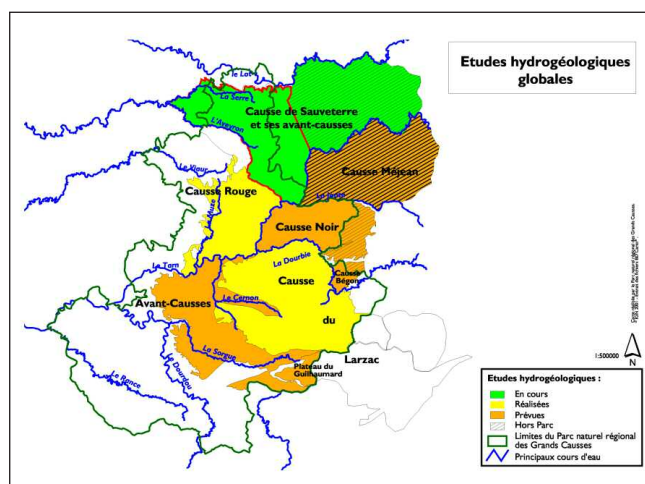 Etudes hydrogéologiques
globales
le Lot
La Serre
Causse de Sauveterre
et ses avant-causses
L'Aveyron
Causse Méjean
Le Viaur
Causse Rouge
La Jonte
Causse Noir
La Dourbie
Le Tarn
Causse
Bégon
Causse
Avant-Causses
Le Cernon
du
La Sorgue
Larzac
Plateau du
Guilhaumard
Le Rance
Le Dourdou
1:500000
N
Etudes hydrogéologiques :
En cours
Réalisées
Prévues
Hors Parc
Limites du Parc naturel régional
des Grands Causses
Principaux cours d'eau